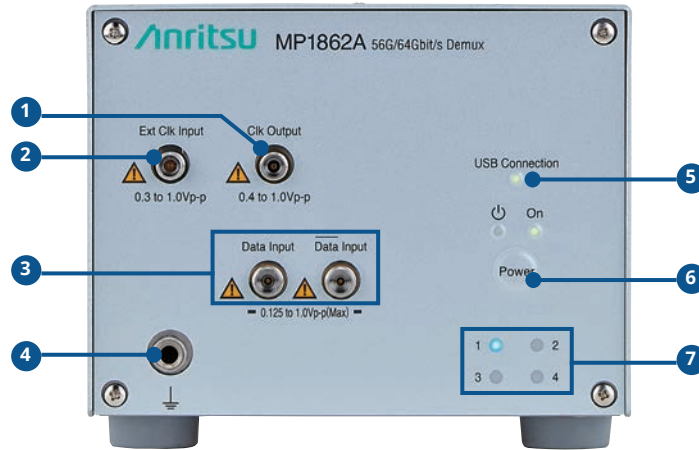 Anritsu MP1862A 56G/64Gbit/s Demux
1
Ext Clk Input
Clk Output
2
USB Connection
5
0.3 to 1.0Vp-p
0.4 to 1.0Vp-p
On
Data Input
Data Input
3
Power
6
0.125 to 1.0Vp-p(Max)
1
2
7
4
3
4